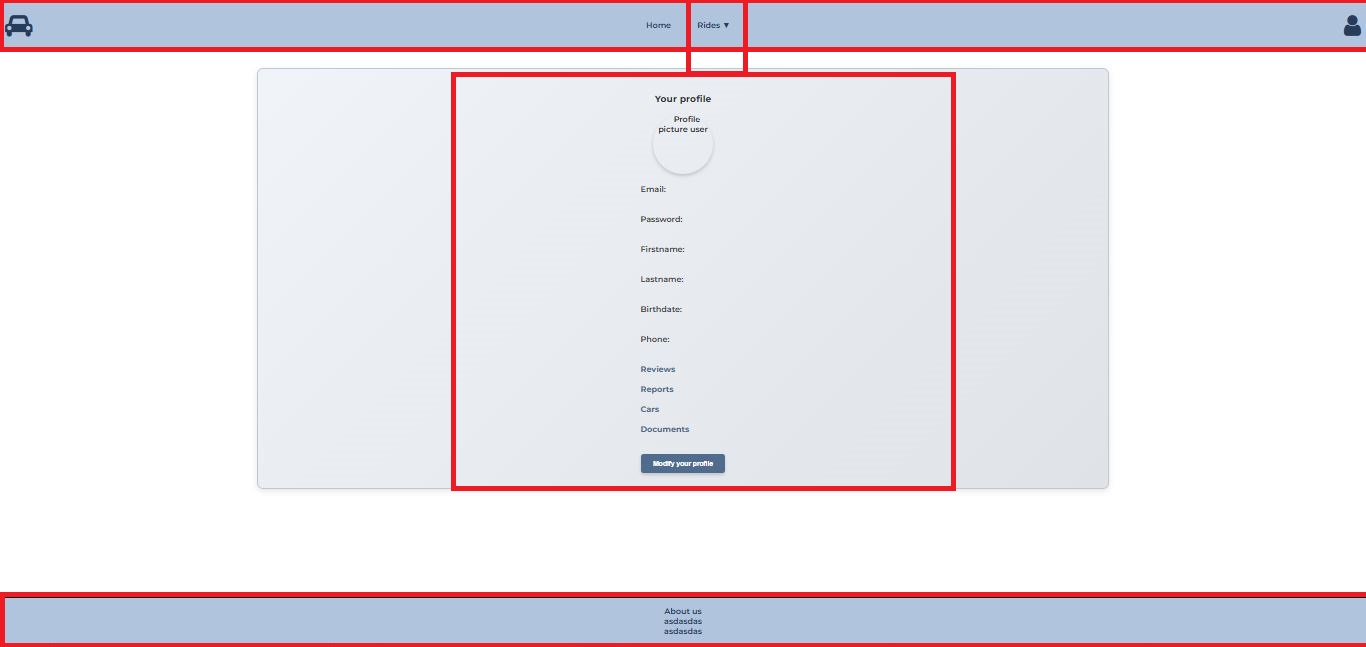 Home
Rides ▼
Your profile
Profile
picture user
Email:
Password:
Firstname:
Lastname:
Birthdate:
Phone:
Reviews
Reports
Cars
Documents
Modify your profile
About us
asdasdas
asdasdas